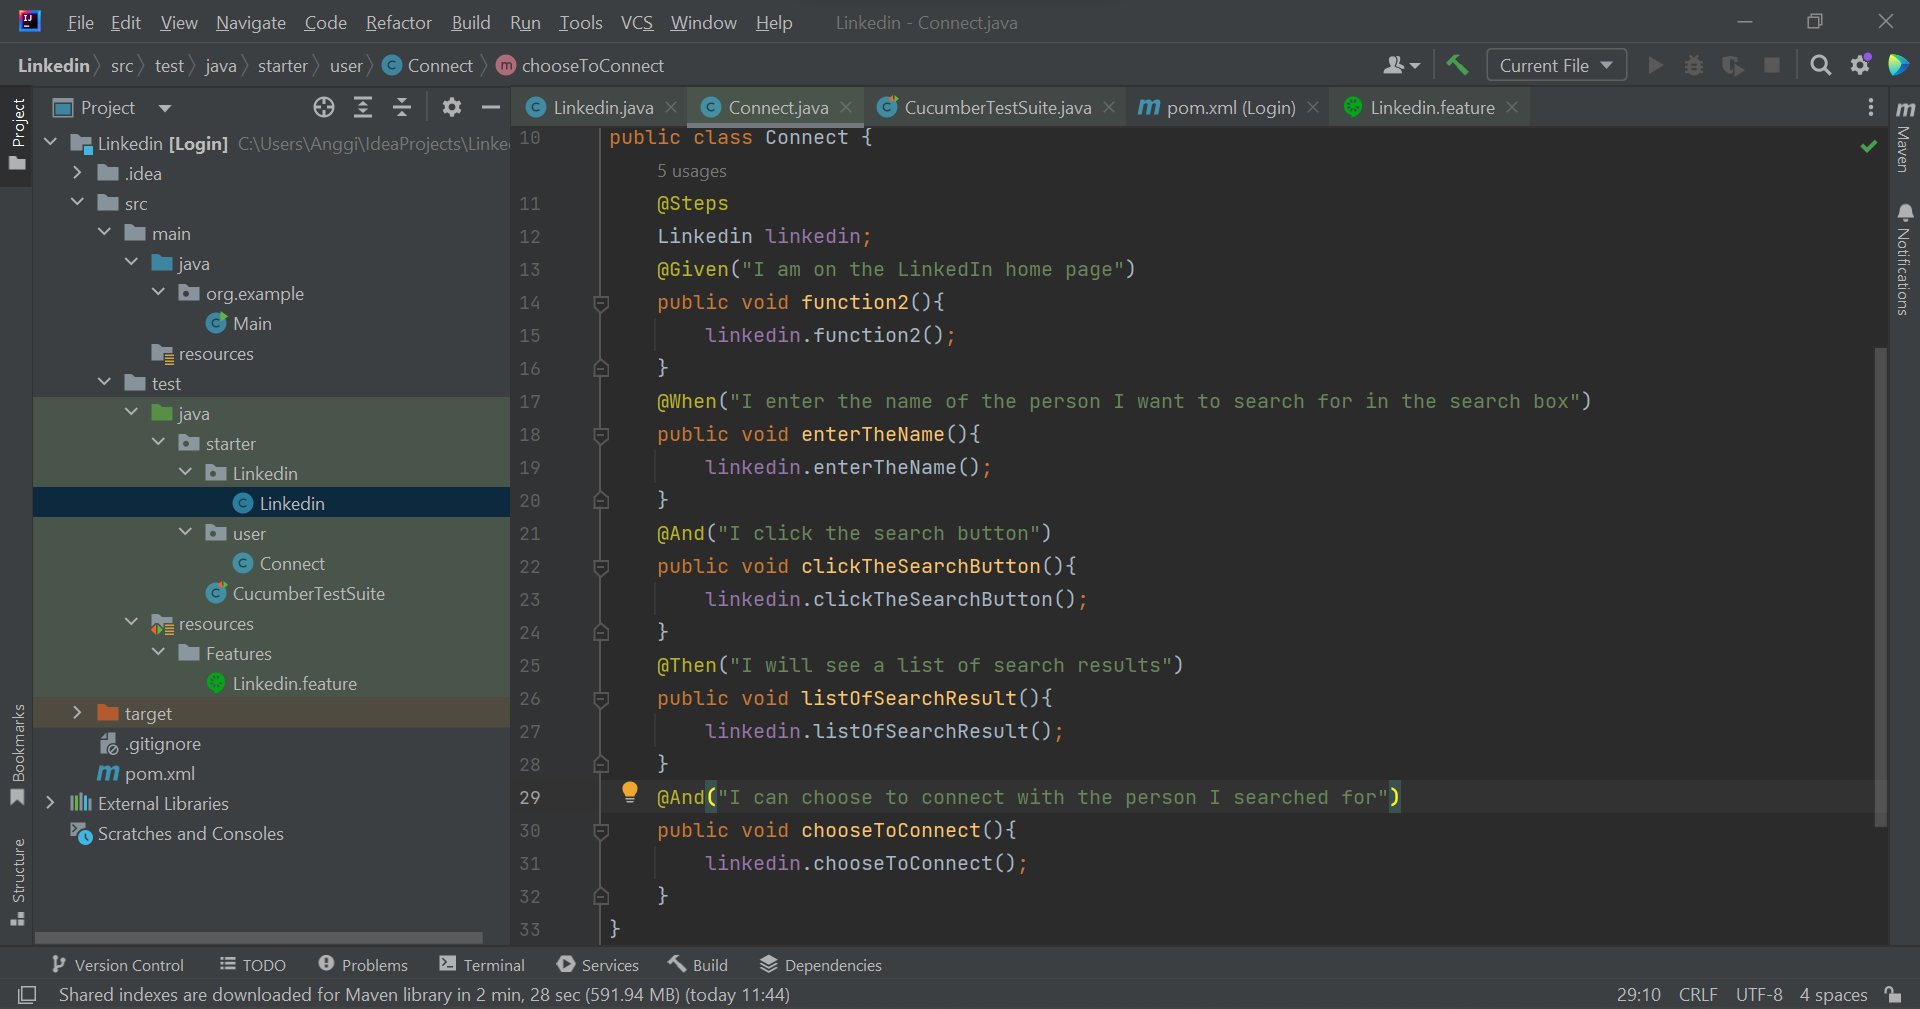 File Edit View Navigate Code Refactor Build Run Tools VCS Window Help Linkedin - Connect.java
Linkedin src test java starter user Connect chooseToConnect Current File
Project
Linkedin.java Connect.java CucumberTestSuite.java pom.xml (Login) Linkedin.feature
Project
Bookmarks
Structure
Linkedin [Login] C:\Users\Anggi\IdeaProjects\Linke
.idea
src
main
java
org.example
Main
resources
test
java
starter
Linkedin
Linkedin
user
Connect
CucumberTestSuite
resources
Features
Linkedin.feature
target
.gitignore
pom.xml
External Libraries
Scratches and Consoles
10 public class Connect {
5 usages
11 @Steps
12 Linkedin linkedin;
13 @Given("I am on the LinkedIn home page")
14 public void function2(){
15 linkedin.function2();
16 }
17 @When("I enter the name of the person I want to search for in the search box")
18 public void enterTheName(){
19 linkedin.enterTheName();
20 }
21 @And("I click the search button")
22 public void clickTheSearchButton(){
23 linkedin.clickTheSearchButton();
24 }
25 @Then("I will see a list of search results")
26 public void listOfSearchResult(){
27 linkedin.listOfSearchResult();
28 }
29 @And("I can choose to connect with the person I searched for")
30 public void chooseToConnect(){
31 linkedin.chooseToConnect();
32 }
33 }
Maven
Notifications
Version Control TODO Problems Terminal Services Build Dependencies
Shared indexes are downloaded for Maven library in 2 min, 28 sec (591.94 MB) (today 11:44) 29:10 CRLF UTF-8 4 spaces